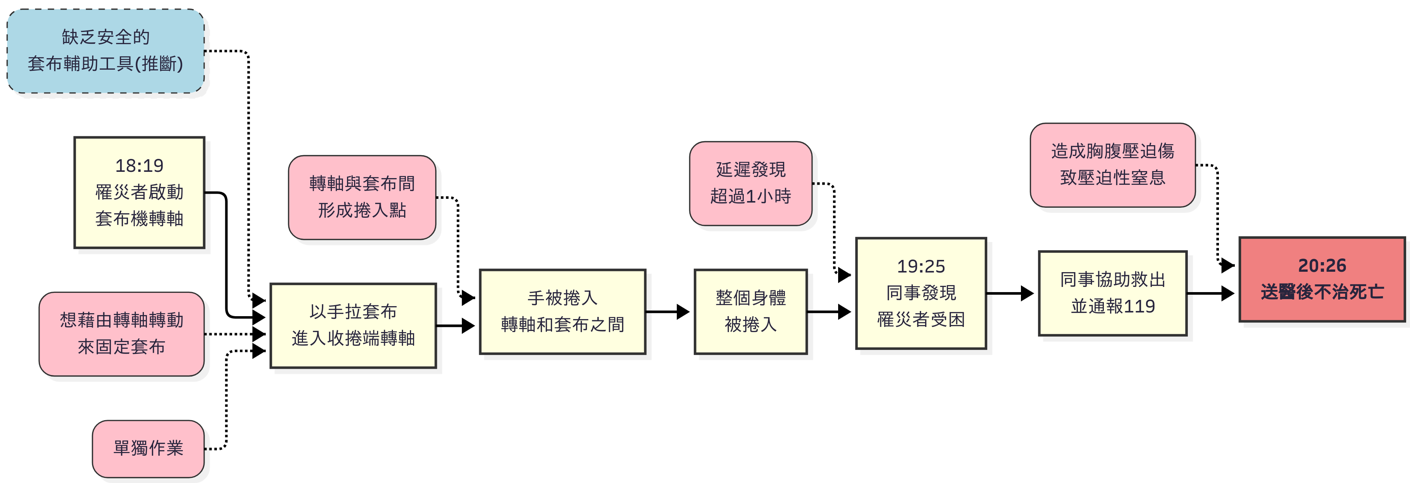 缺乏安全的
套布輔助工具(推斷)
18:19
罹災者啟動
套布機轉軸
想藉由轉軸轉動
來固定套布
單獨作業
以手拉套布
進入收捲端轉軸
轉軸與套布間
形成捲入點
手被捲入
轉軸和套布之間
整個身體
被捲入
延遲發現
超過1小時
19:25
同事發現
罹災者受困
同事協助救出
並通報119
造成胸腹壓迫傷
致壓迫性窒息
20:26
送醫後不治死亡